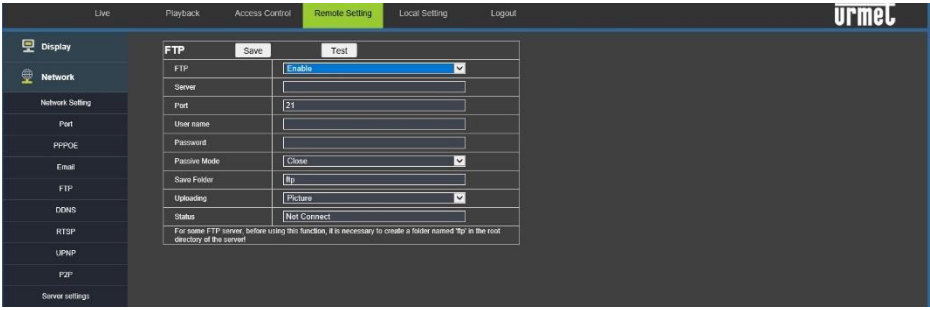 Live Playback Access Control Remote Setting Local Setting Logout urmet
Display
Network
Network Setting
Port
PPPOE
Email
FTP
DDNS
RTSP
UPNP
P2P
Server settings
FTP Save Test
FTP Enable
Server
Port 21
User name
Password
Passive Mode Close
Save Folder ftp
Uploading Picture
Status Not Connect
For some FTP server, before using this function, it is necessary to create a folder named 'ftp' in the root
directory of the server!